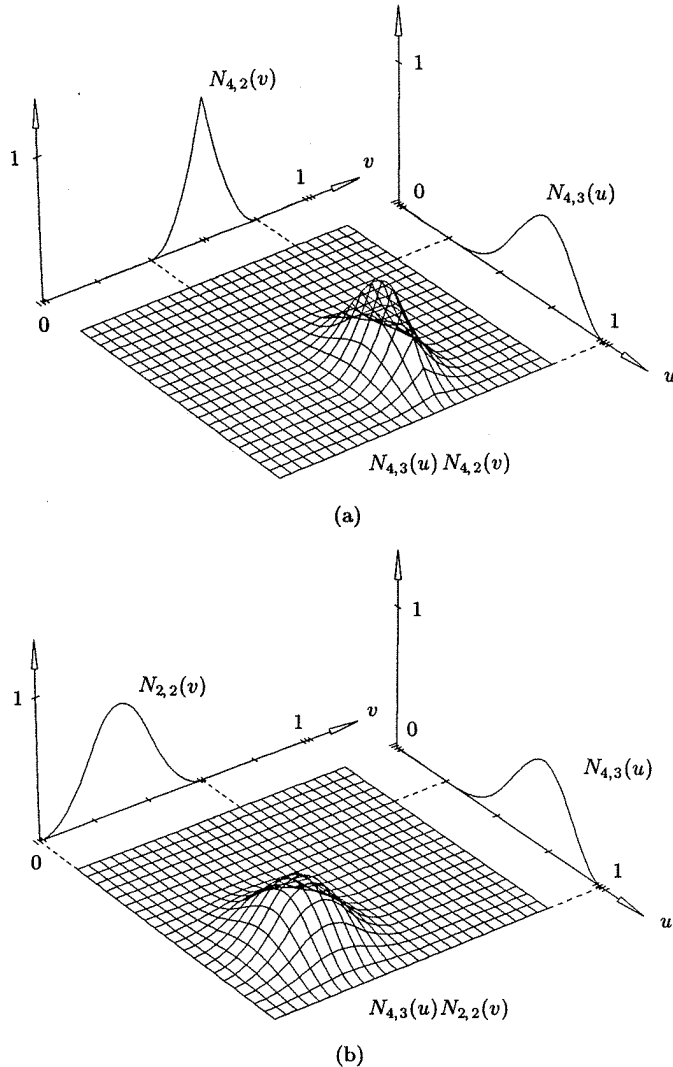 1
N_{4,2}(v)
1
1
v
0
N_{4,3}(u)
0
1
u
N_{4,3}(u) N_{4,2}(v)
(a)
1
N_{2,2}(v)
1
1
v
0
N_{4,3}(u)
0
1
u
N_{4,3}(u) N_{2,2}(v)
(b)